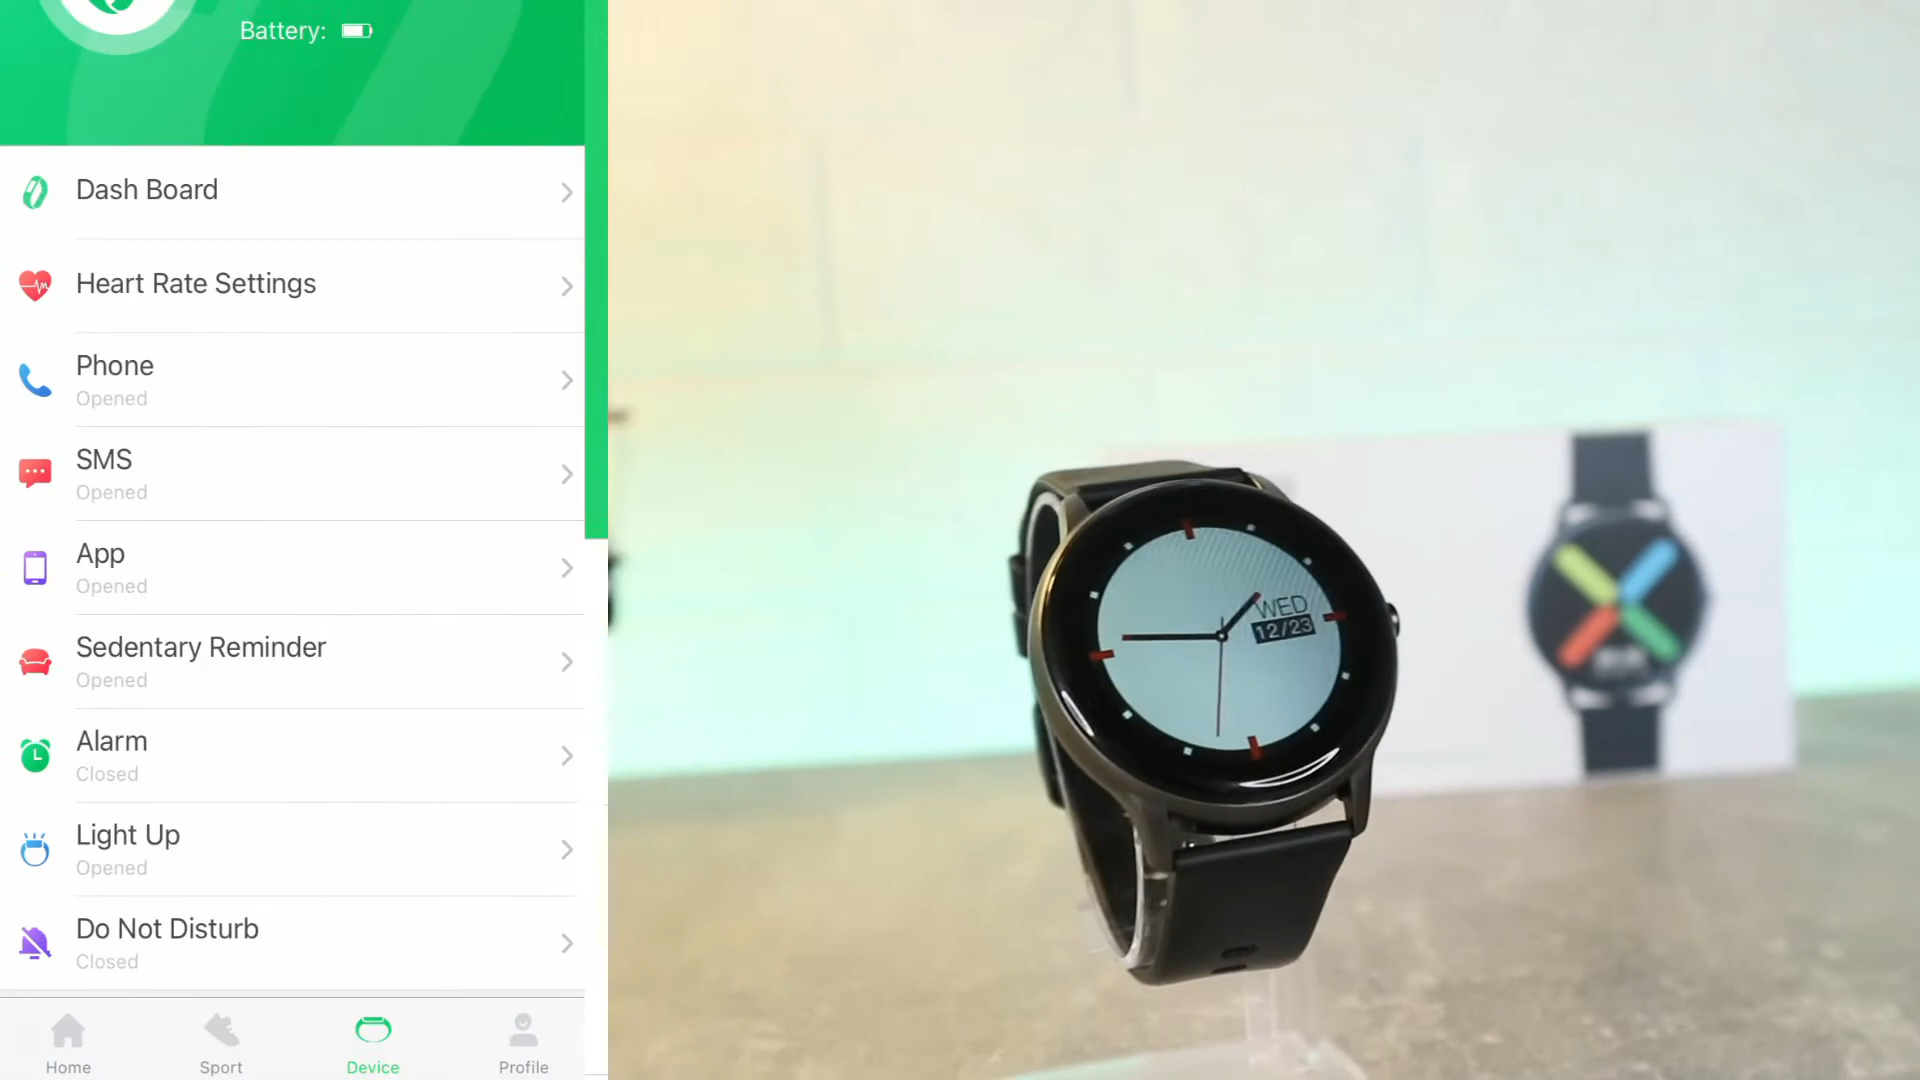 Battery:
Dash Board
Heart Rate Settings
Phone
Opened
SMS
Opened
App
Opened
Sedentary Reminder
Opened
Alarm
Closed
Light Up
Opened
Do Not Disturb
Closed
Home
Sport
Device
Profile
WED
12/23